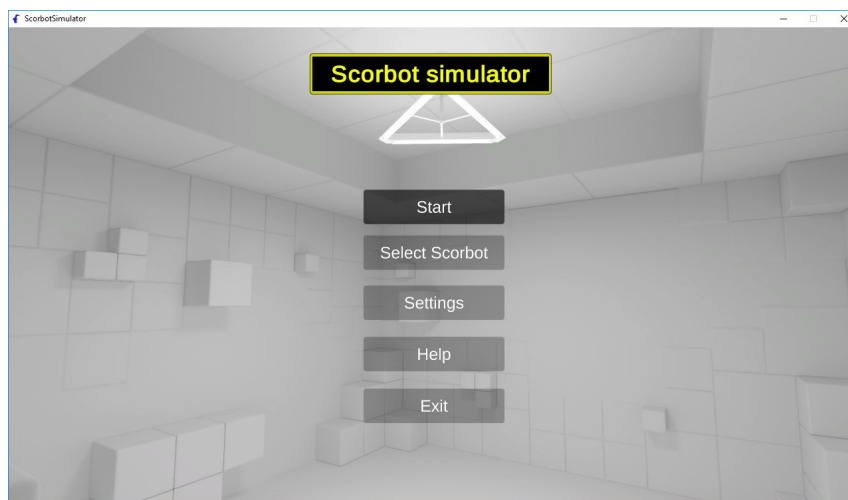 ScorbotSimulator
Scorbot simulator
Start
Select Scorbot
Settings
Help
Exit